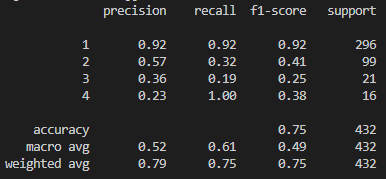 precision recall f1-score support
1 0.92 0.92 0.92 296
2 0.57 0.32 0.41 99
3 0.36 0.19 0.25 21
4 0.23 1.00 0.38 16
accuracy 0.75 432
macro avg 0.52 0.61 0.49 432
weighted avg 0.79 0.75 0.75 432